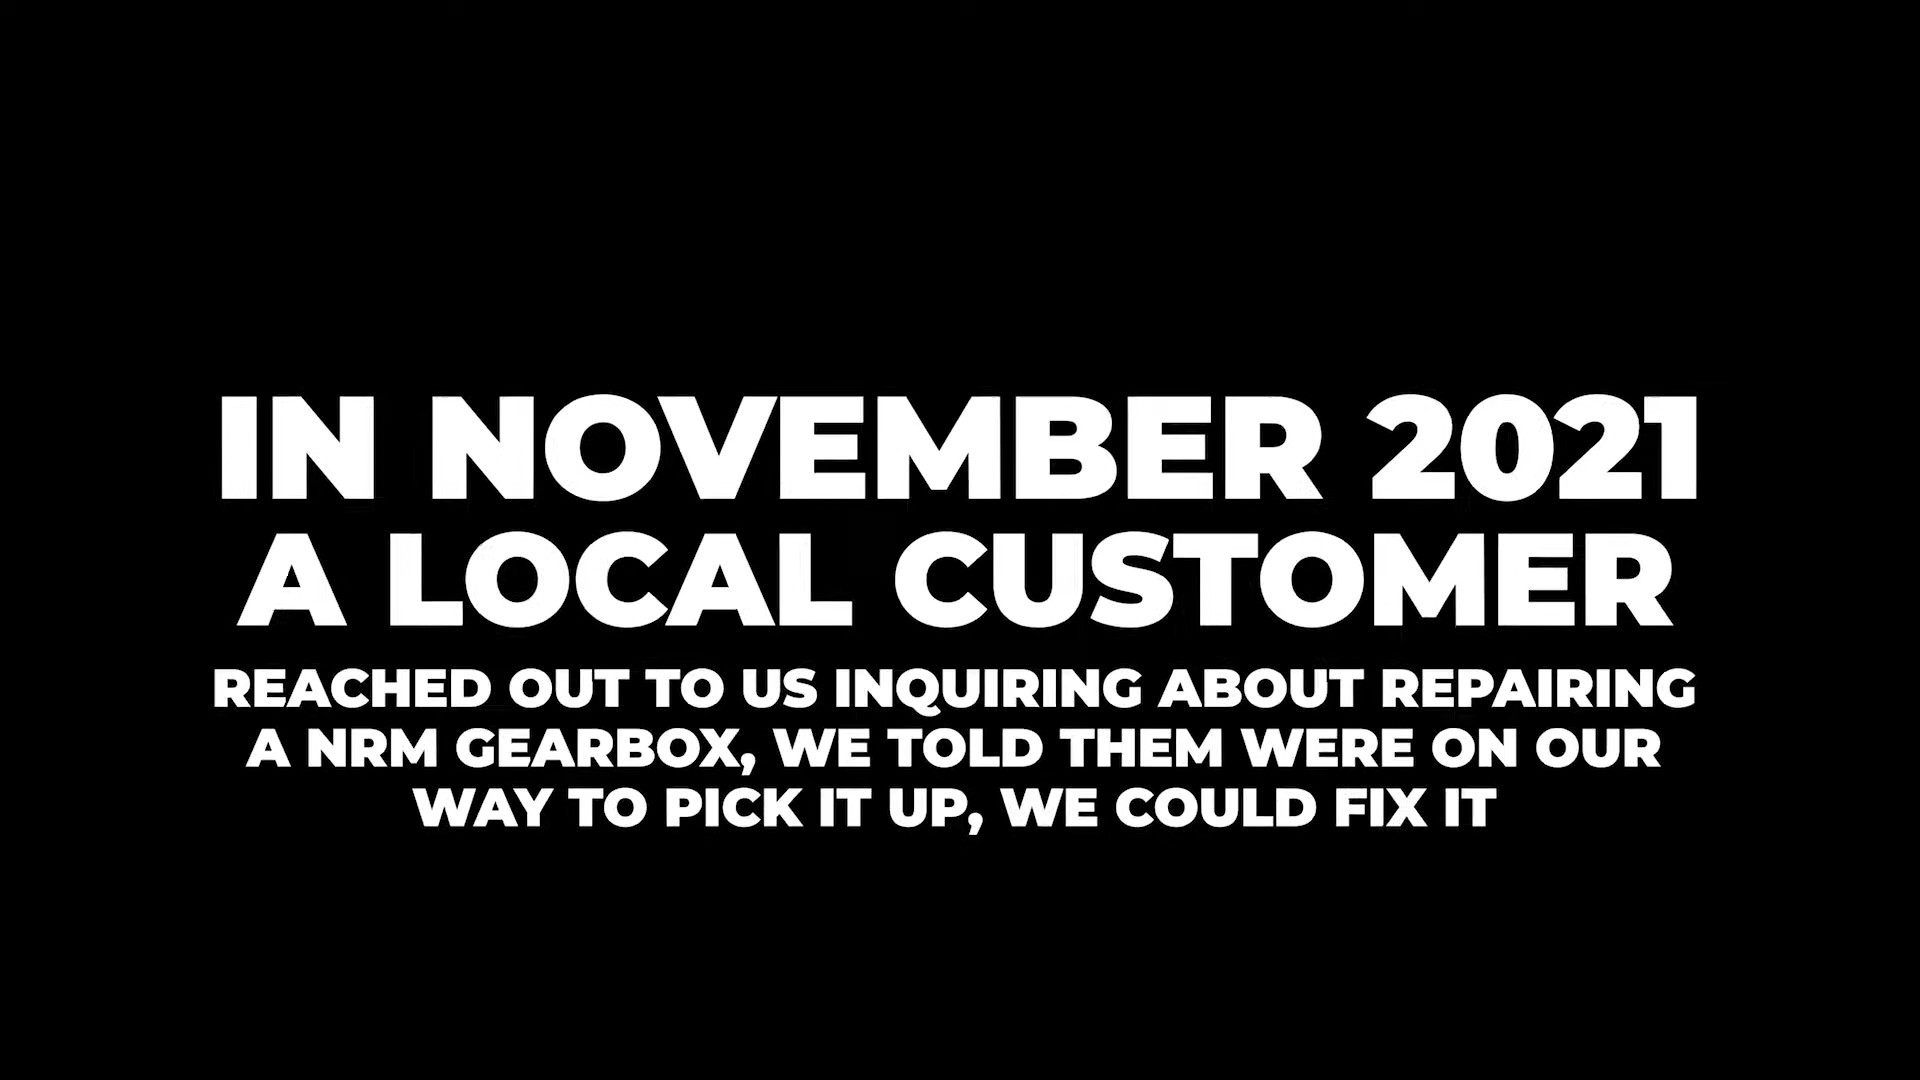 IN NOVEMBER 2021
A LOCAL CUSTOMER
REACHED OUT TO US INQUIRING ABOUT REPAIRING
A NRM GEARBOX, WE TOLD THEM WERE ON OUR
WAY TO PICK IT UP, WE COULD FIX IT